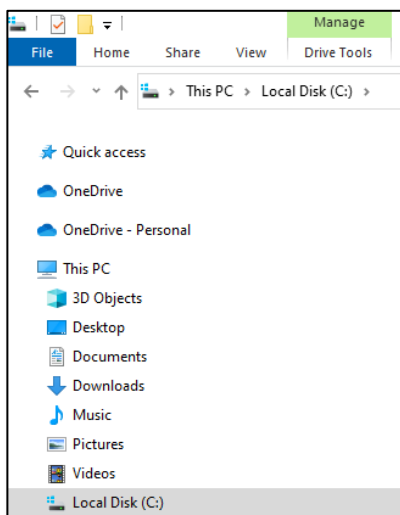 Manage
File Home Share View Drive Tools
This PC > Local Disk (C:) >
Quick access
OneDrive
OneDrive - Personal
This PC
3D Objects
Desktop
Documents
Downloads
Music
Pictures
Videos
Local Disk (C:)